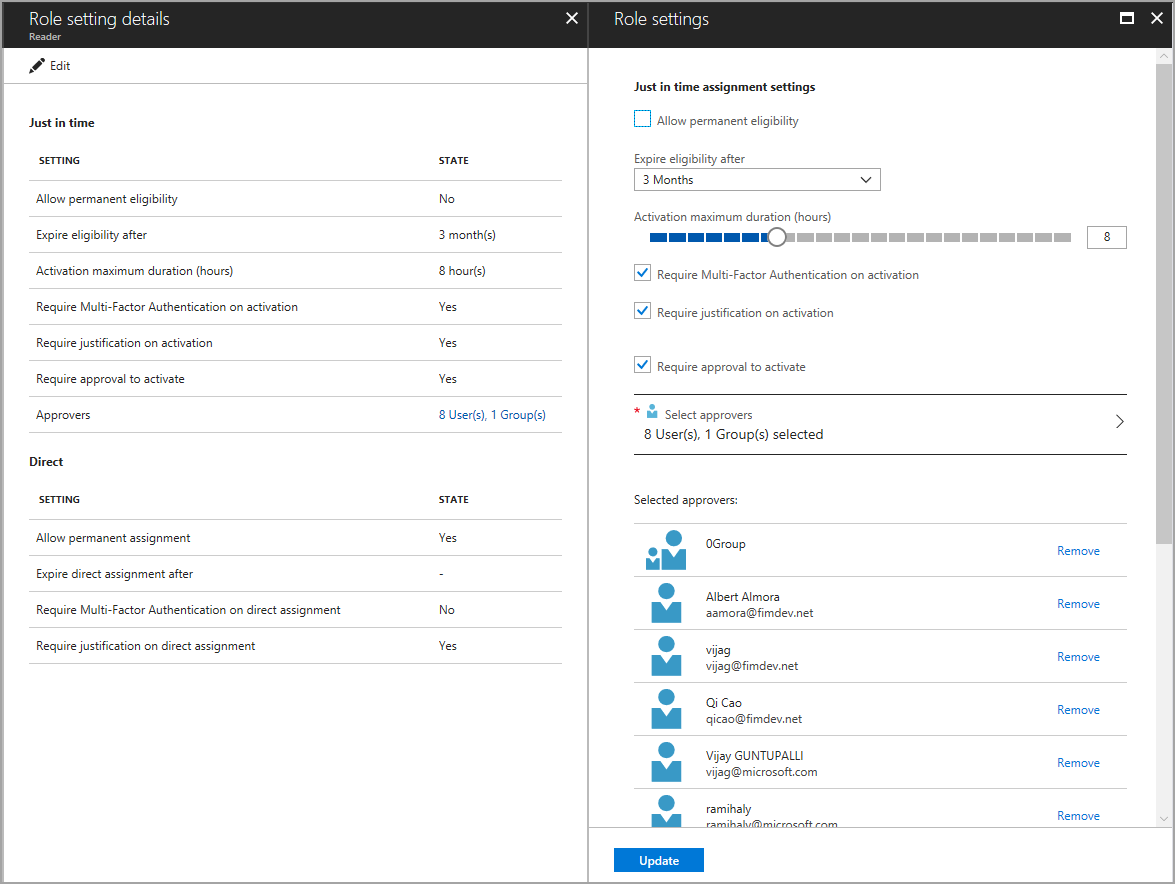 Role setting details
Reader
Edit
Just in time
SETTING STATE
Allow permanent eligibility No
Expire eligibility after 3 month(s)
Activation maximum duration (hours) 8 hour(s)
Require Multi-Factor Authentication on activation Yes
Require justification on activation Yes
Require approval to activate Yes
Approvers 8 User(s), 1 Group(s)
Direct
SETTING STATE
Allow permanent assignment Yes
Expire direct assignment after -
Require Multi-Factor Authentication on direct assignment No
Require justification on direct assignment Yes
Role settings
Just in time assignment settings
Allow permanent eligibility
Expire eligibility after
3 Months
Activation maximum duration (hours)
8
Require Multi-Factor Authentication on activation
Require justification on activation
Require approval to activate
* Select approvers
8 User(s), 1 Group(s) selected
Selected approvers:
0Group Remove
Albert Almora
aamora@fimdev.net
Remove
vijag
vijag@fimdev.net
Remove
Qi Cao
qicao@fimdev.net
Remove
Vijay GUNTUPALLI
vijag@microsoft.com
Remove
ramihaly
ramihaly@microsoft.com
Remove
Update